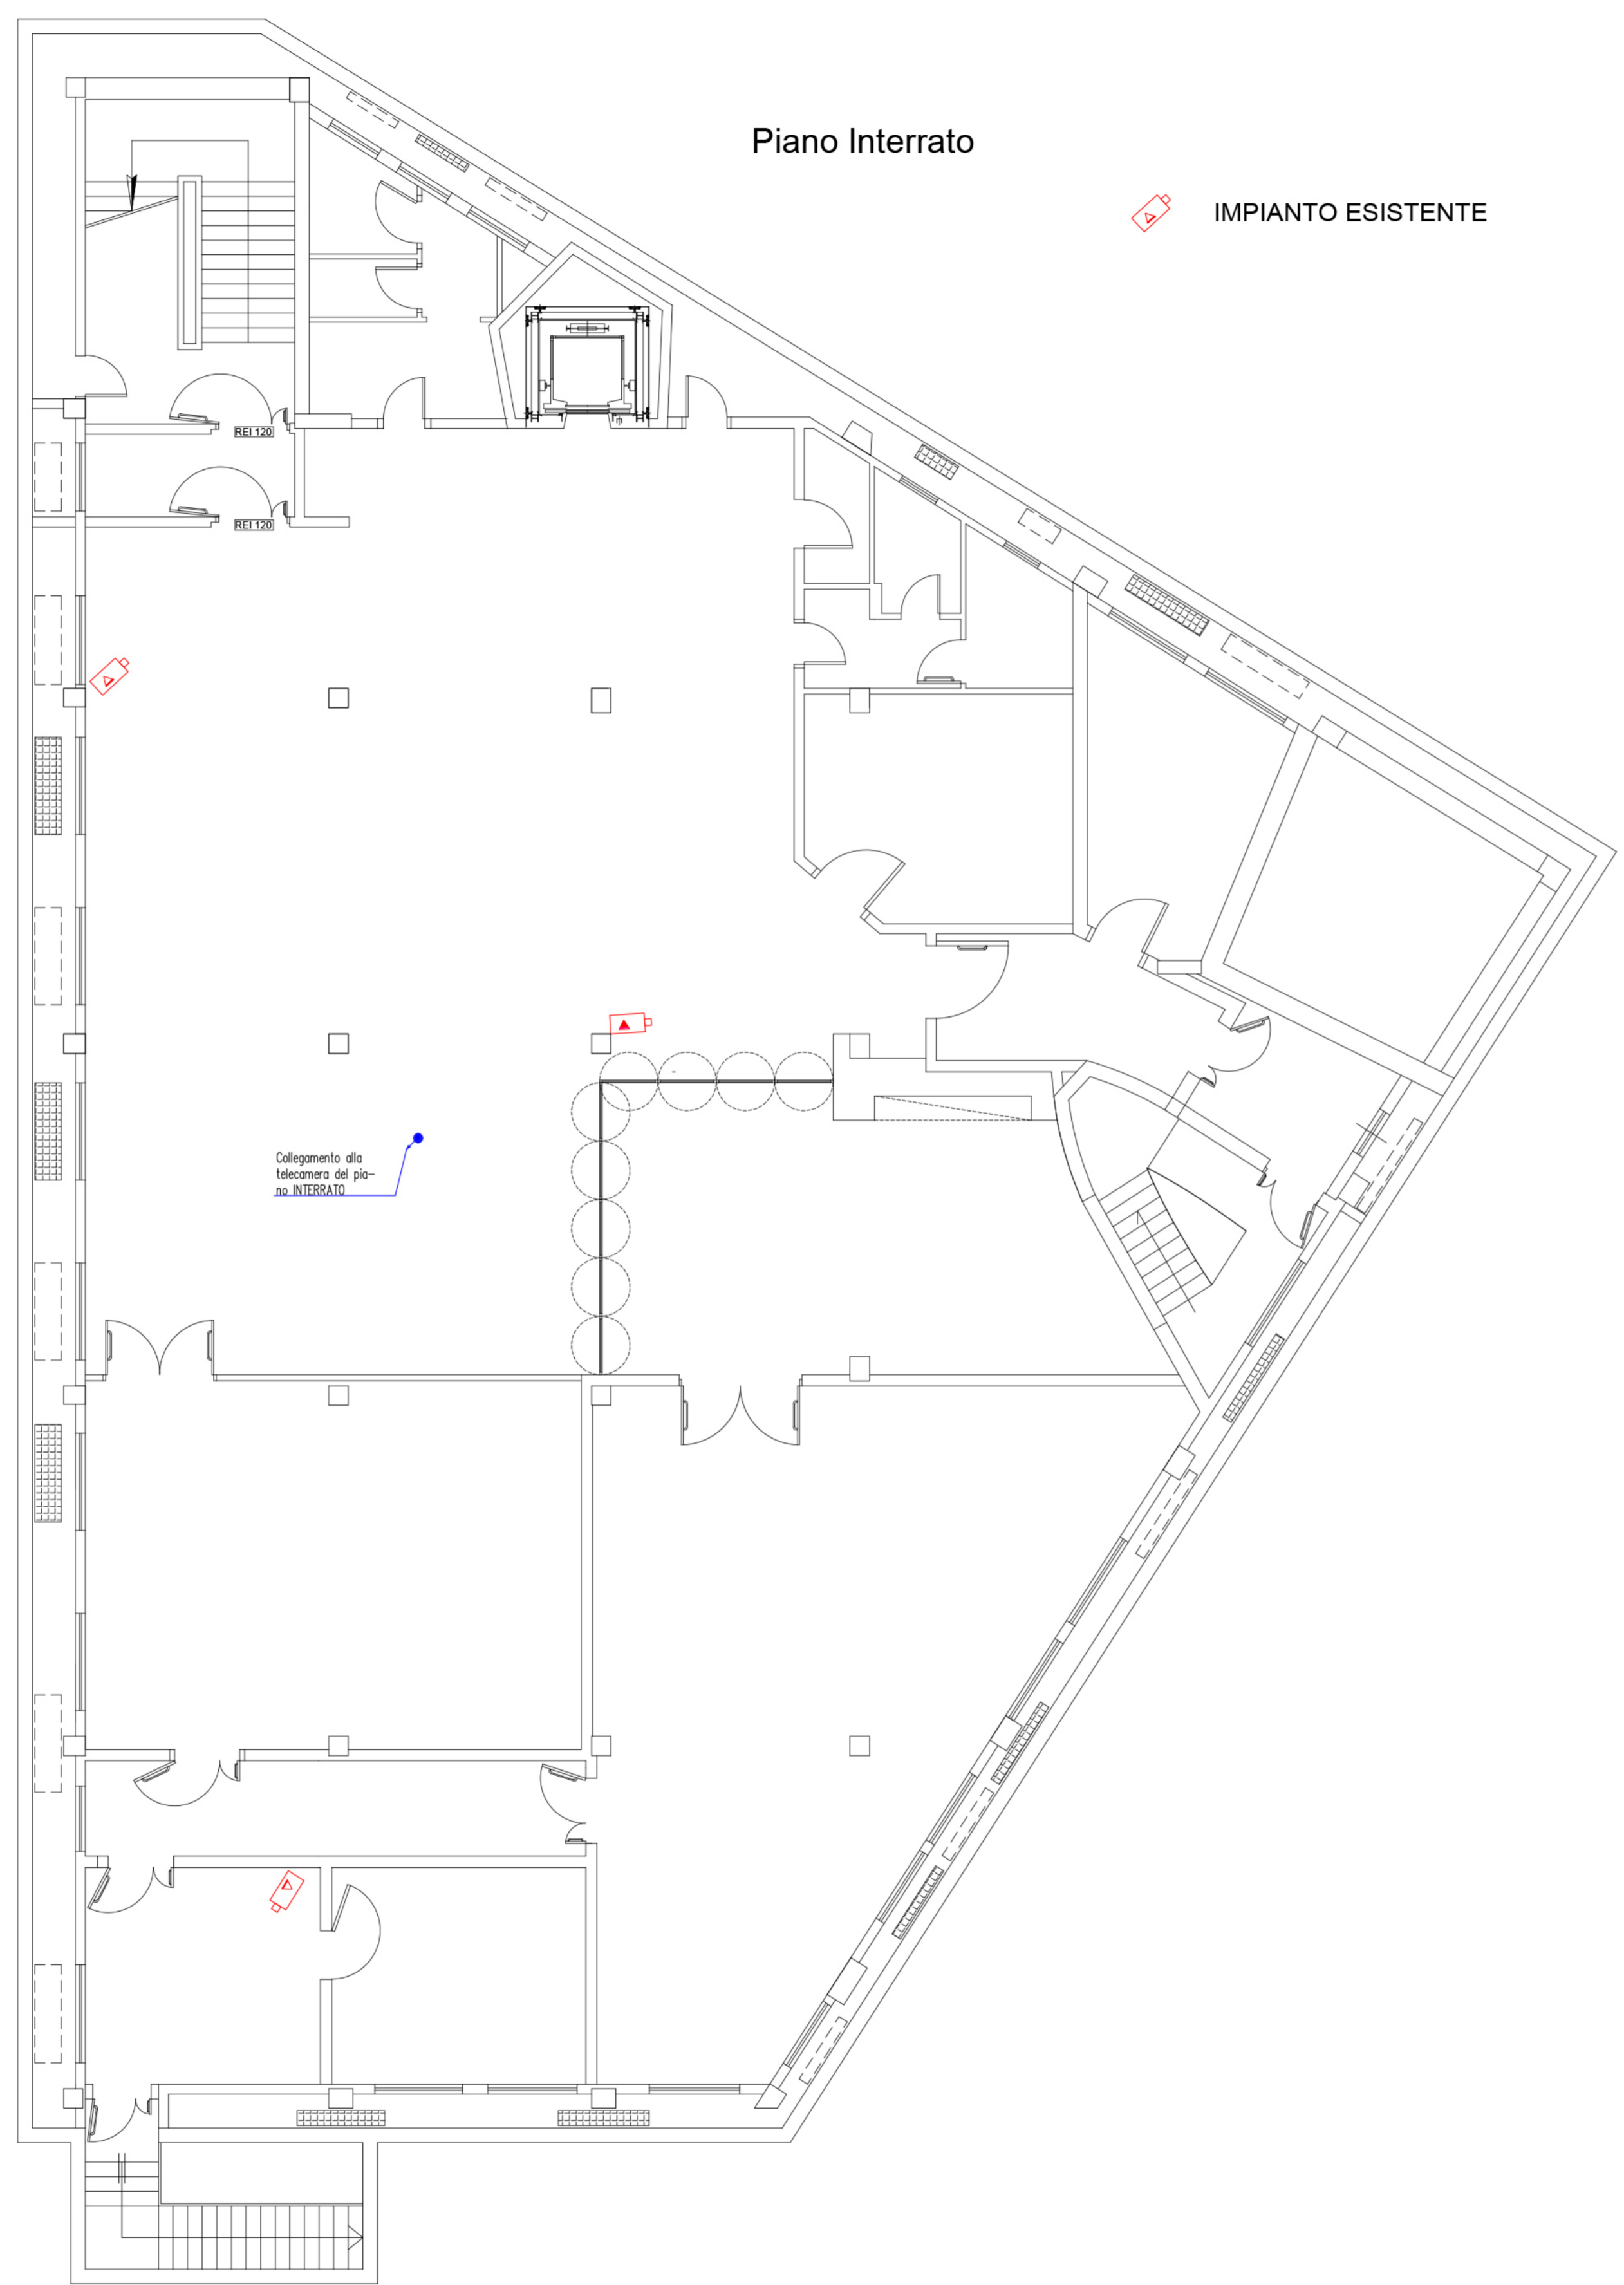 Piano Interrato
IMPIANTO ESISTENTE
REI 120
REI 120
Collegamento alla
telecamera del pia-
no INTERRATO